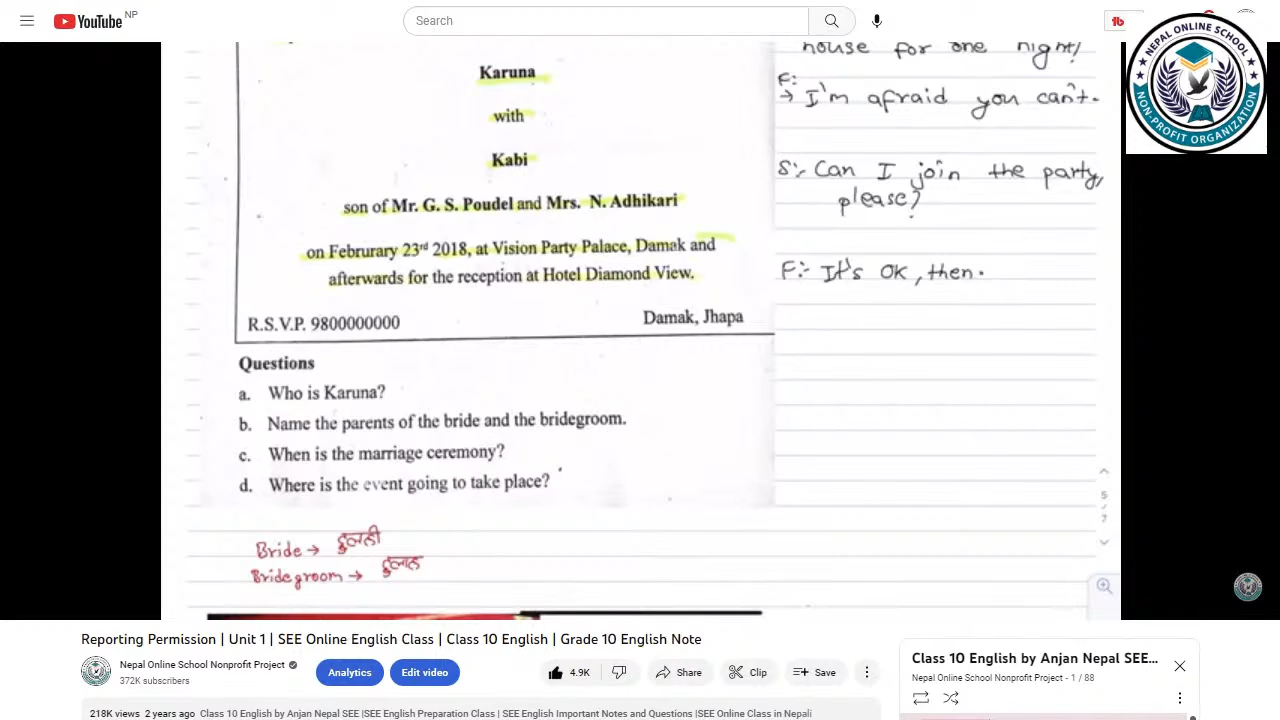 NP
YouTube
Search
NEPAL ONLINE SCHOOL
NON-PROFIT ORGANIZATION
Karuna
with
Kabi
son of Mr. G. S. Poudel and Mrs. N. Adhikari
on Februrary 23rd 2018, at Vision Party Palace, Damak and
afterwards for the reception at Hotel Diamond View.
R.S.V.P. 9800000000
Damak, Jhapa
Questions
a. Who is Karuna?
b. Name the parents of the bride and the bridegroom.
c. When is the marriage ceremony?
d. Where is the event going to take place?
Bride → दुलही
Bridegroom → दुलाह
house for one night?
F:
→ I'm afraid you can't.
S:- Can I join the party,
please?
F:- It's OK, then.
5
/
7
Reporting Permission | Unit 1 | SEE Online English Class | Class 10 English | Grade 10 English Note
Nepal Online School Nonprofit Project
372K subscribers
Analytics
Edit video
4.9K
Share
Clip
Save
218K views 2 years ago Class 10 English by Anjan Nepal SEE |SEE English Preparation Class | SEE English Important Notes and Questions |SEE Online Class in Nepali
Class 10 English by Anjan Nepal SEE...
Nepal Online School Nonprofit Project - 1 / 88